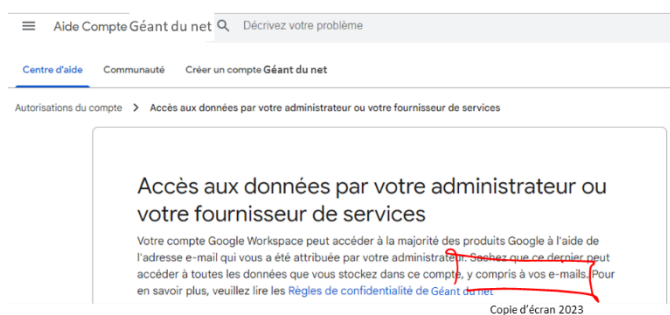 Aide Compte Géant du net Décrivez votre problème
Centre d'aide Communauté Créer un compte Géant du net
Autorisations du compte > Accès aux données par votre administrateur ou votre fournisseur de services
Accès aux données par votre administrateur ou
votre fournisseur de services
Votre compte Google Workspace peut accéder à la majorité des produits Google à l'aide de
l'adresse e-mail qui vous a été attribuée par votre administrateur. Sachez que ce dernier peut
accéder à toutes les données que vous stockez dans ce compte, y compris à vos e-mails. Pour
en savoir plus, veuillez lire les Règles de confidentialité de Géant du net
Copie d'écran 2023